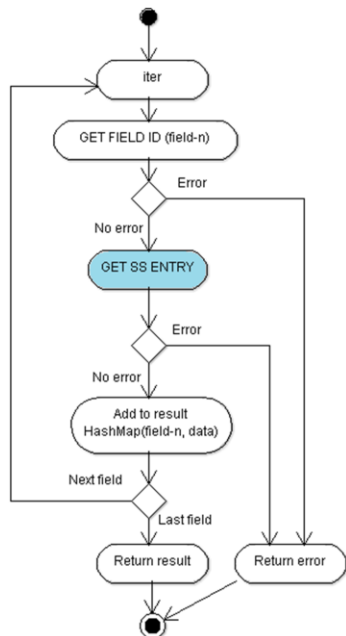 iter
GET FIELD ID (field-n)
Error
No error
GET SS ENTRY
Error
No error
Add to result
HashMap(field-n, data)
Next field
Last field
Return result
Return error